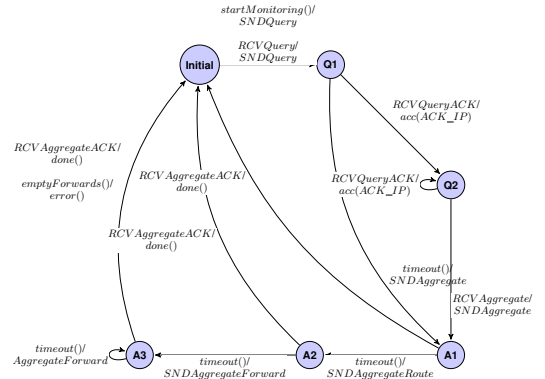 startMonitoring()/
SNDQuery
RCVQuery/
SNDQuery
Initial
Q1
RCVQueryACK/
acc(ACK_IP)
RCVAggregateACK/
done()
RCVAggregateACK/
done()
RCVQueryACK/
acc(ACK_IP)
Q2
emptyForwards()/
error()
RCVAggregateACK/
done()
timeout()/
SNDAggregate
RCVAggregate/
SNDAggregate
timeout()/
AggregateForward
A3
timeout()/
SNDAggregateForward
A2
timeout()/
SNDAggregateRoute
A1